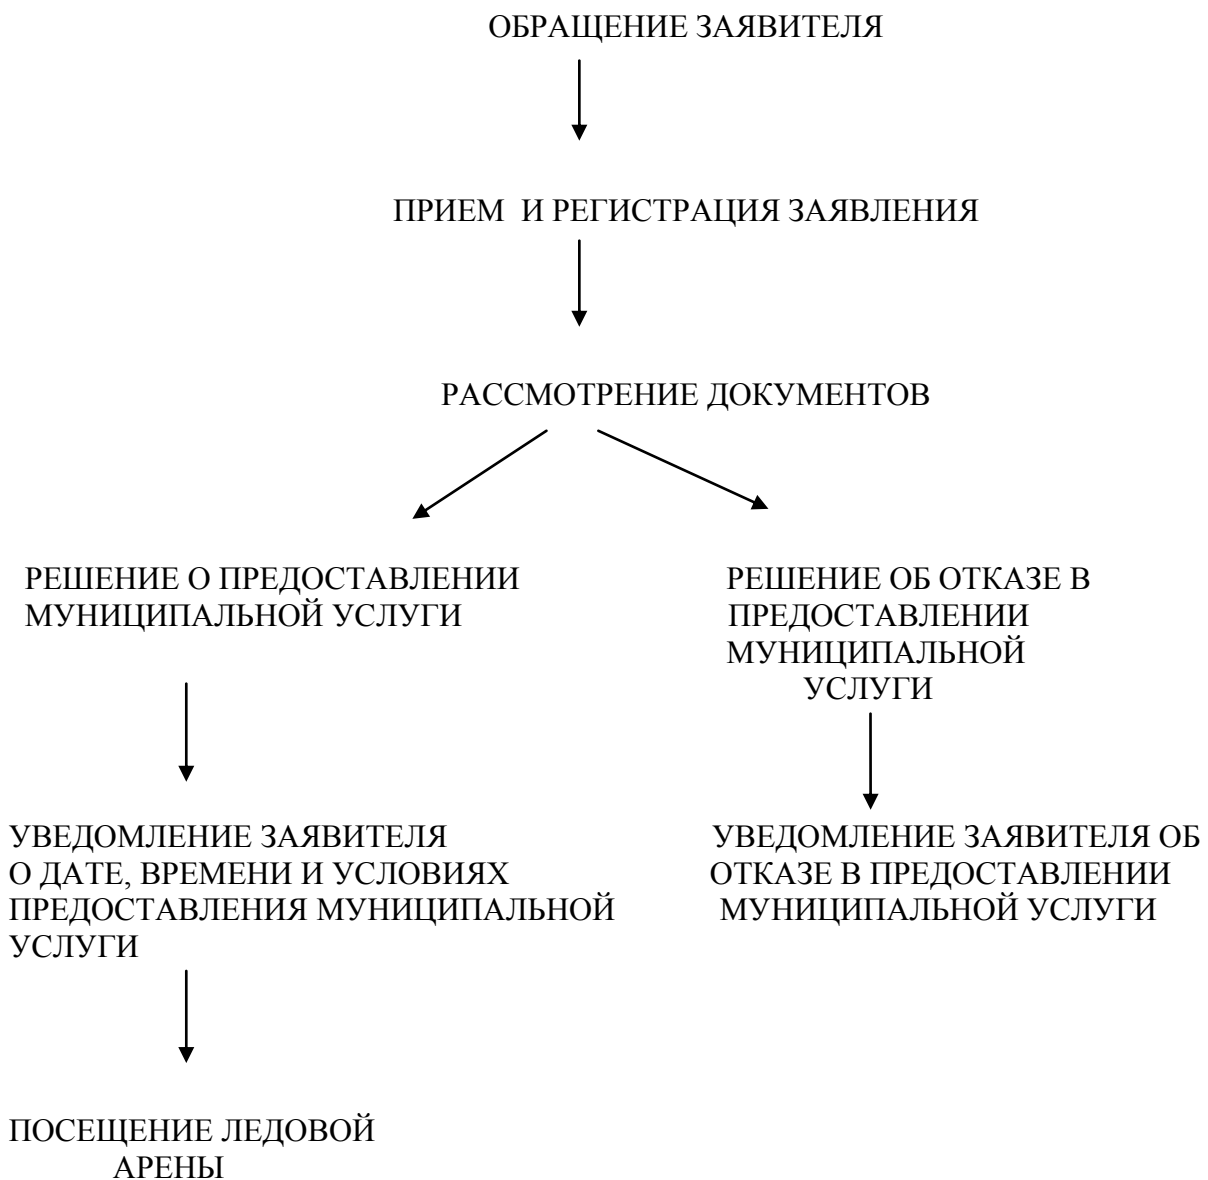 ОБРАЩЕНИЕ ЗАЯВИТЕЛЯ
ПРИЕМ И РЕГИСТРАЦИЯ ЗАЯВЛЕНИЯ
РАССМОТРЕНИЕ ДОКУМЕНТОВ
РЕШЕНИЕ О ПРЕДОСТАВЛЕНИИ
МУНИЦИПАЛЬНОЙ УСЛУГИ
РЕШЕНИЕ ОБ ОТКАЗЕ В
ПРЕДОСТАВЛЕНИИ
МУНИЦИПАЛЬНОЙ
УСЛУГИ
УВЕДОМЛЕНИЕ ЗАЯВИТЕЛЯ
О ДАТЕ, ВРЕМЕНИ И УСЛОВИЯХ
ПРЕДОСТАВЛЕНИЯ МУНИЦИПАЛЬНОЙ
УСЛУГИ
УВЕДОМЛЕНИЕ ЗАЯВИТЕЛЯ ОБ
ОТКАЗЕ В ПРЕДОСТАВЛЕНИИ
МУНИЦИПАЛЬНОЙ УСЛУГИ
ПОСЕЩЕНИЕ ЛЕДОВОЙ
АРЕНЫ